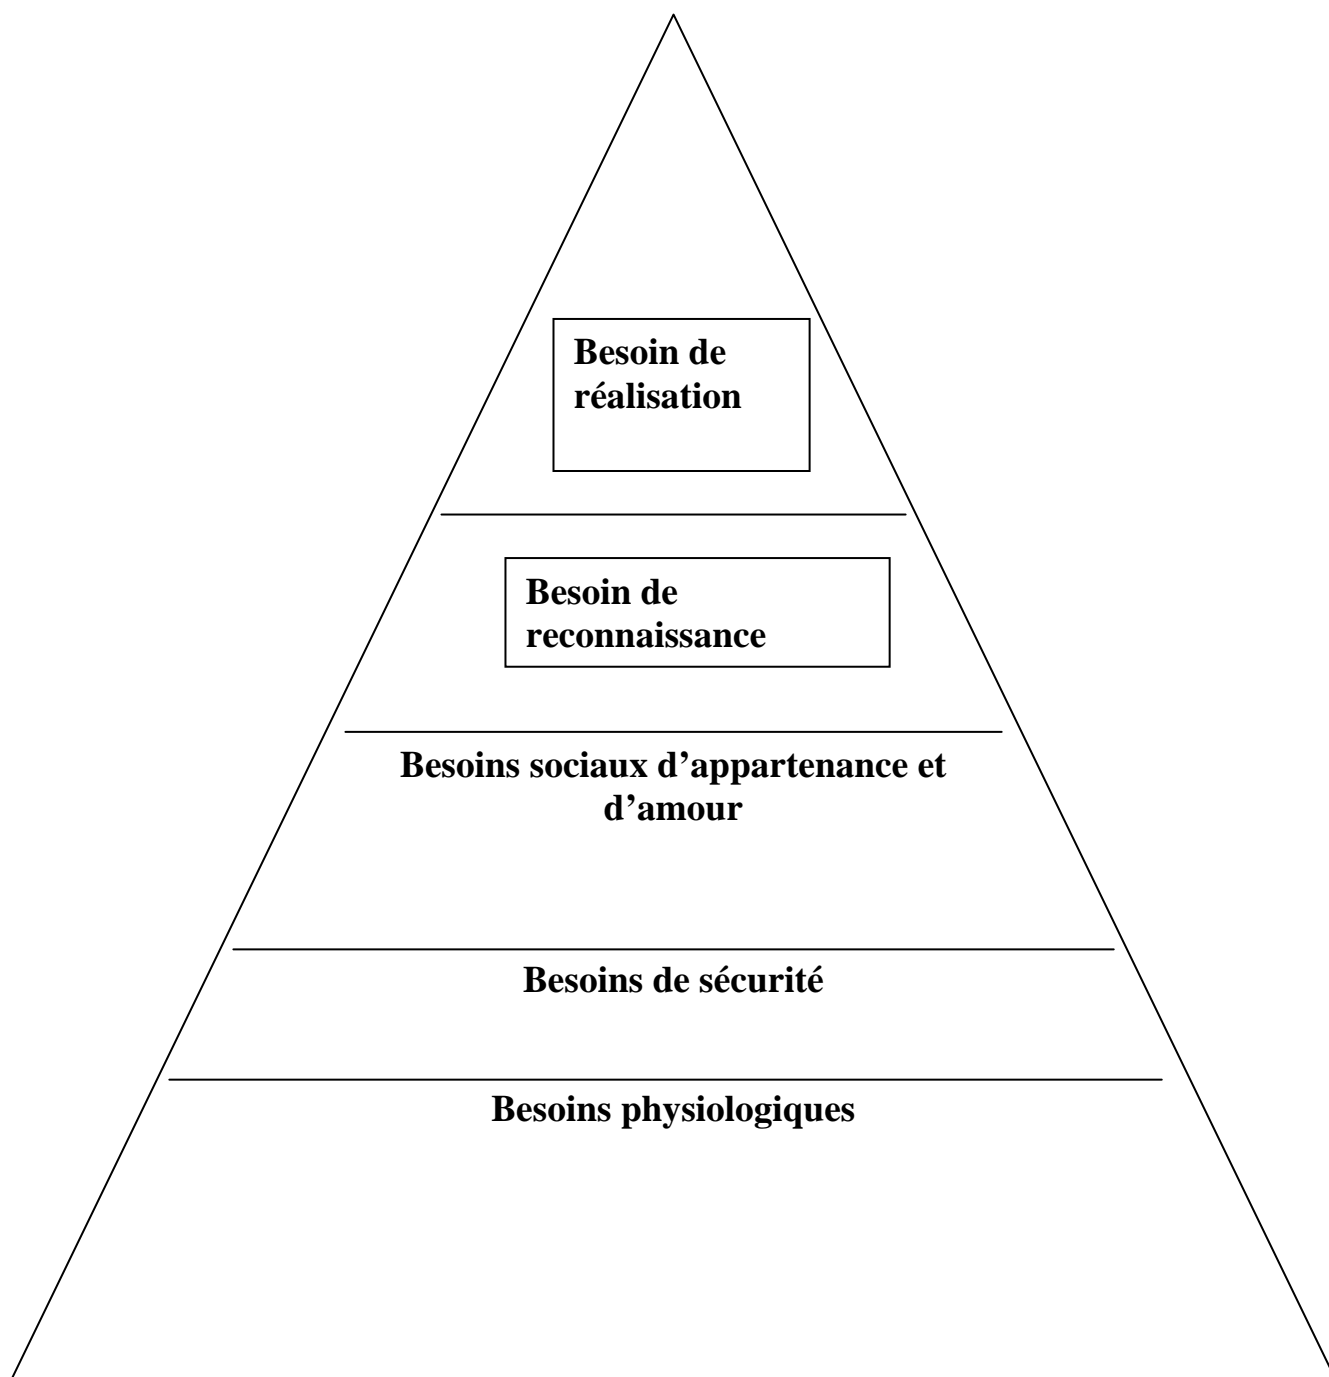 Besoin de
réalisation
Besoin de
reconnaissance
Besoins sociaux d’appartenance et
d’amour
Besoins de sécurité
Besoins physiologiques